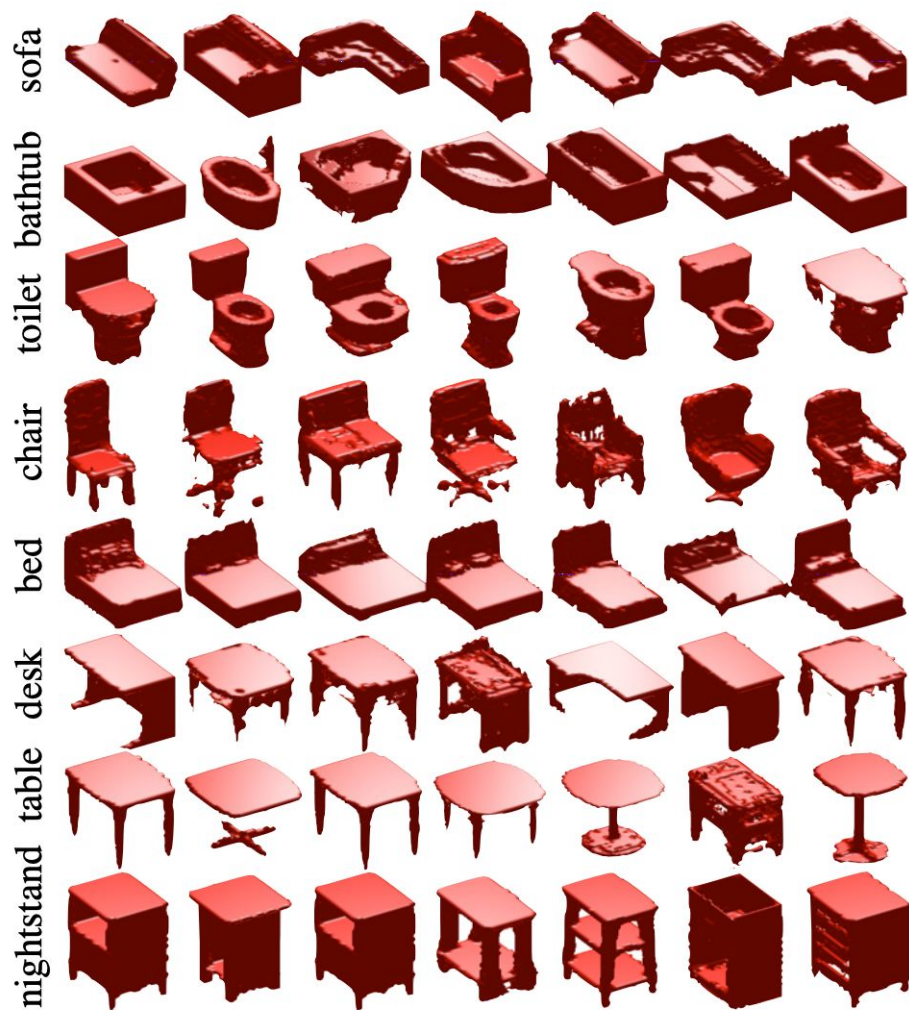 sofa
bathtub
toilet
chair
bed
desk
table
nightstand